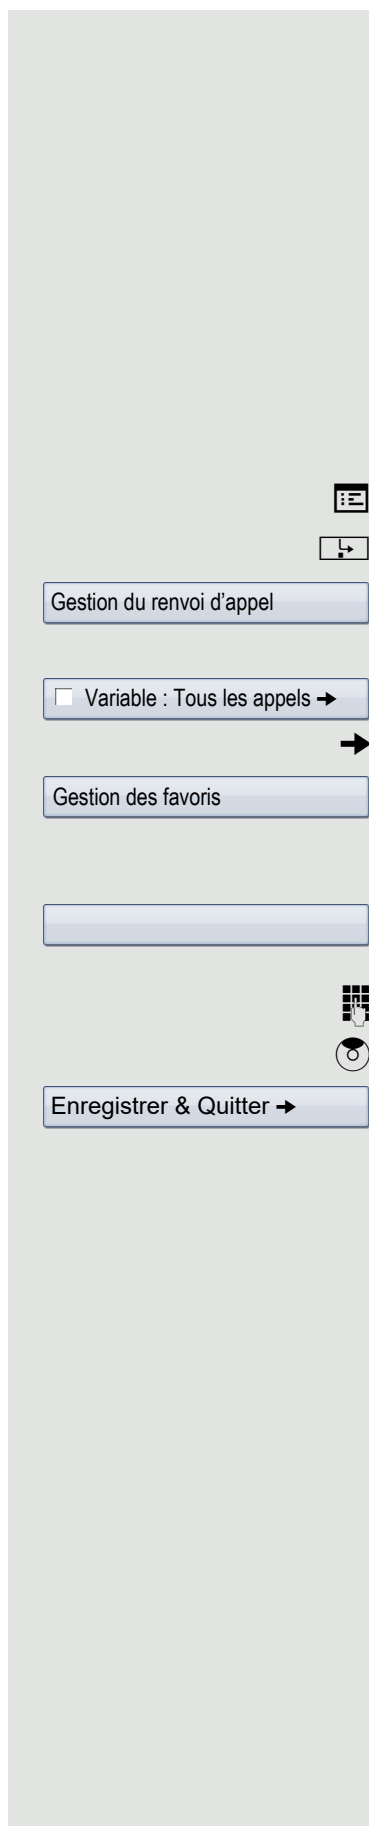 Gestion du renvoi d’appel
Variable : Tous les appels →
Gestion des favoris
Enregistrer & Quitter →